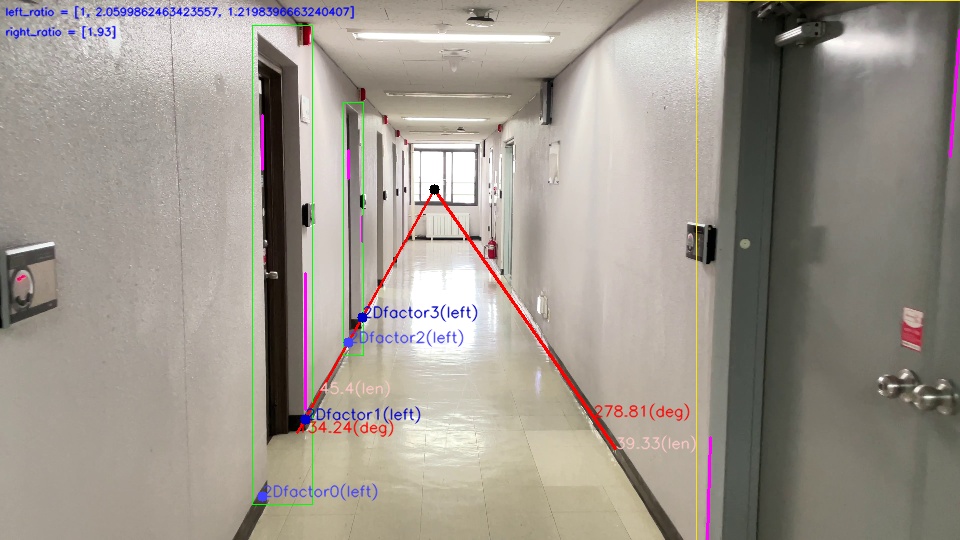 left_ratio = [1, 2.0599862463423557, 1.2198396663240407]
right_ratio = [1.93]
2Dfactor3(left)
2Dfactor2(left)
45.4(len)
2Dfactor1(left)
278.81(deg)
34.24(deg)
39.33(len)
2Dfactor0(left)